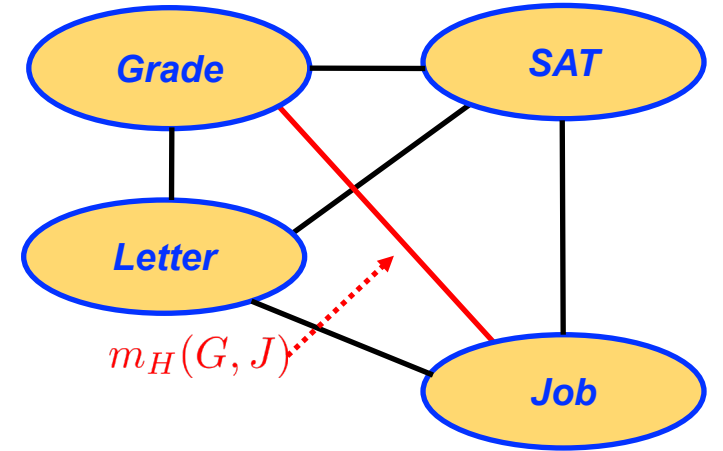 Grade
SAT
Letter
m_H(G, J)
Job